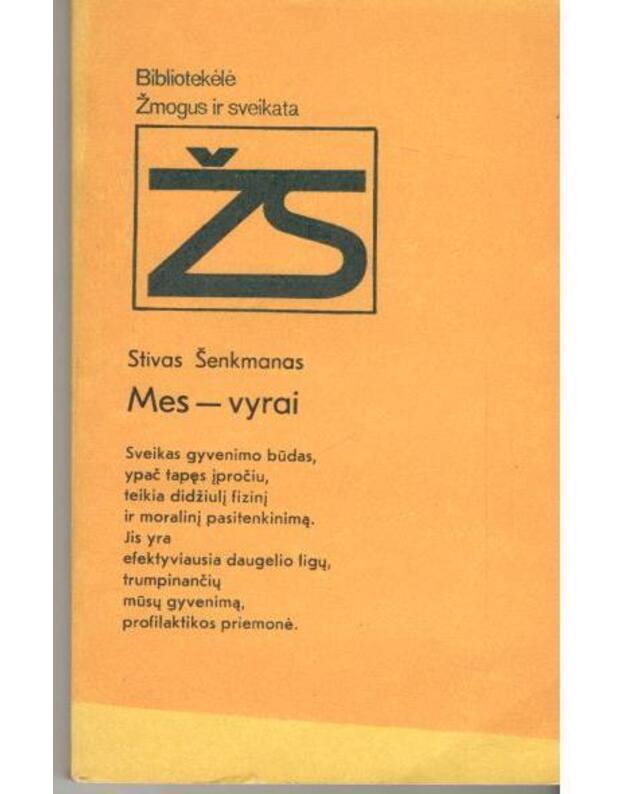 Bibliotekėlė
Žmogus ir sveikata
ŽS
Stivas Šenkmanas
Mes — vyrai
Sveikas gyvenimo būdas,
ypač tapęs įpročiu,
teikia didžiulį fizinį
ir moralinį pasitenkinimą.
Jis yra
efektyviausia daugelio ligų,
trumpinančių
mūsų gyvenimą,
profilaktikos priemonė.